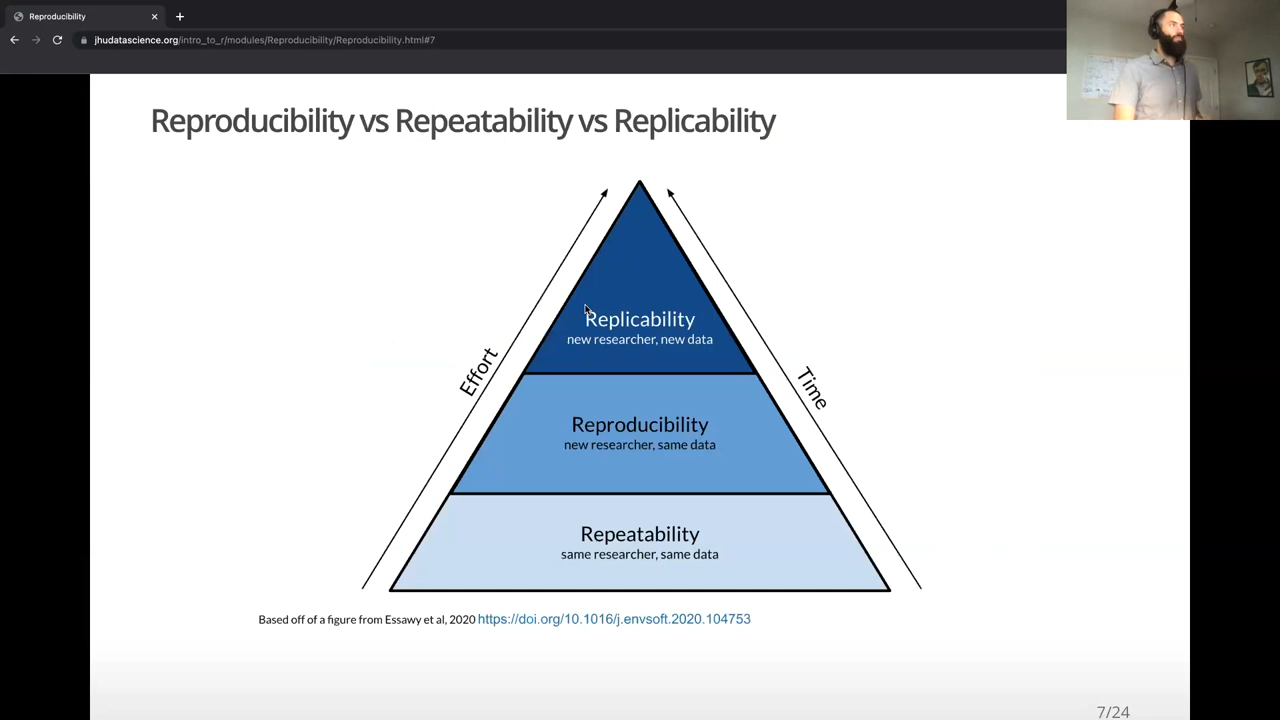 Reproducibility
jhudatascience.org/intro_to_r/modules/Reproducibility/Reproducibility.html#7
Reproducibility vs Repeatability vs Replicability
Effort
Time
Replicability
new researcher, new data
Reproducibility
new researcher, same data
Repeatability
same researcher, same data
Based off of a figure from Essawy et al, 2020 https://doi.org/10.1016/j.envsoft.2020.104753
7/24